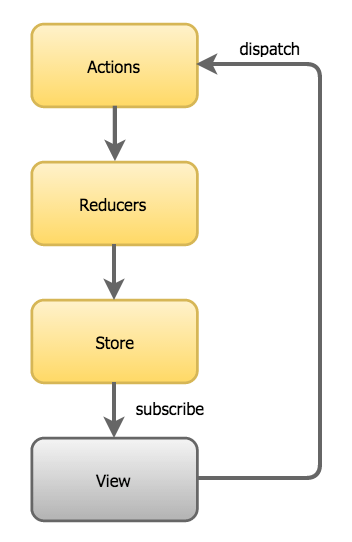 dispatch
Actions
Reducers
Store
subscribe
View